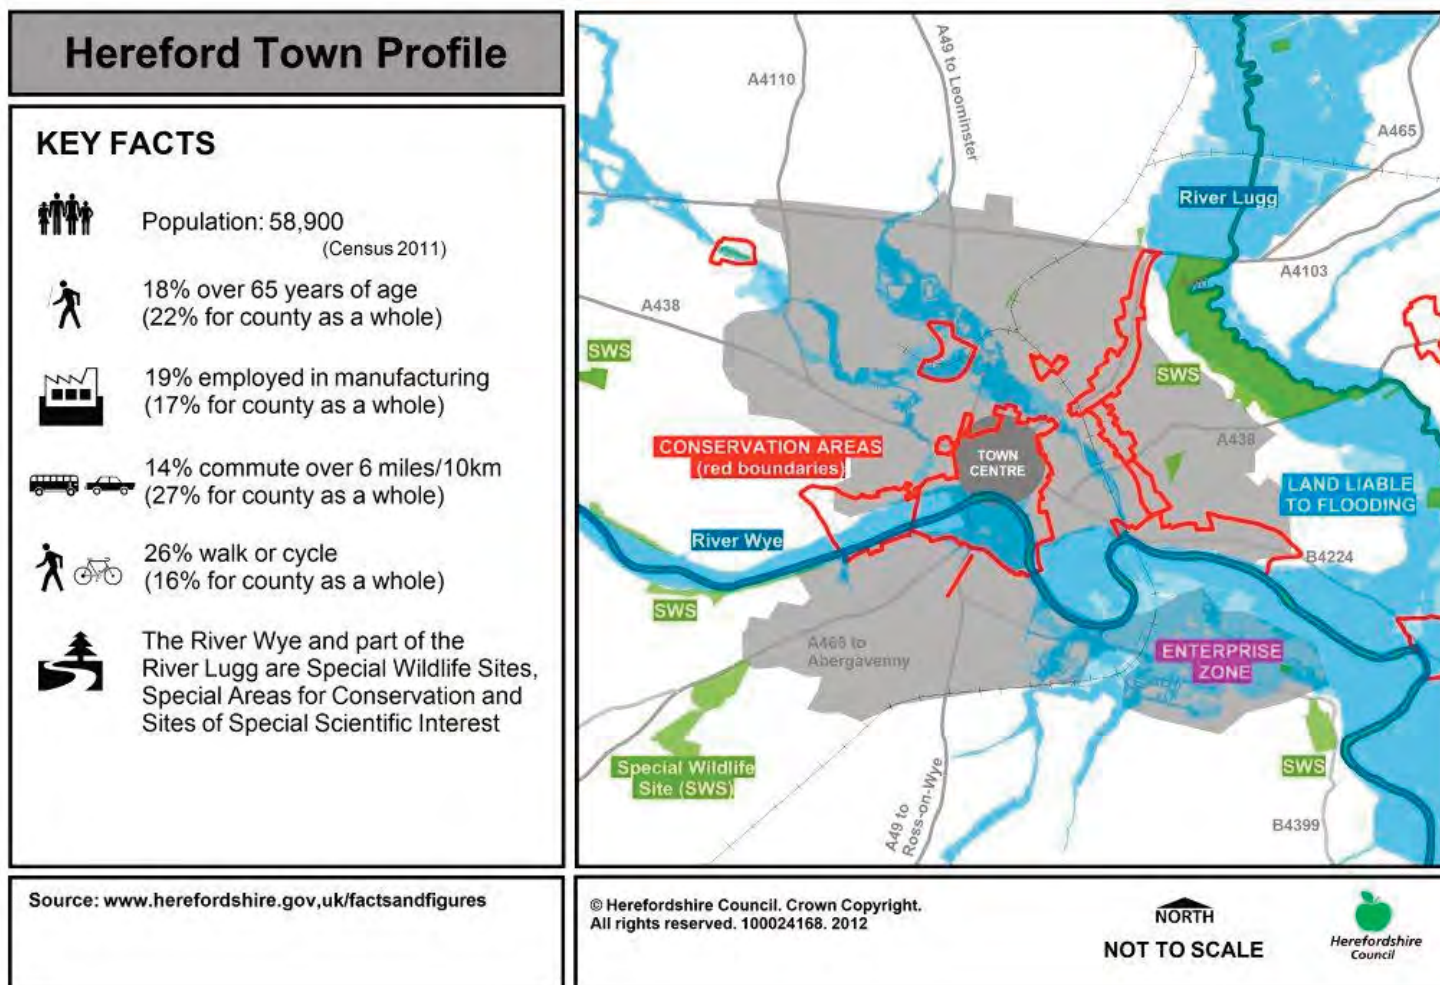 Hereford Town Profile
KEY FACTS
Population: 58,900
(Census 2011)
18% over 65 years of age
(22% for county as a whole)
19% employed in manufacturing
(17% for county as a whole)
14% commute over 6 miles/10km
(27% for county as a whole)
26% walk or cycle
(16% for county as a whole)
The River Wye and part of the
River Lugg are Special Wildlife Sites,
Special Areas for Conservation and
Sites of Special Scientific Interest
Source: www.herefordshire.gov,uk/factsandfigures
A4110
A49 to Leominster
A465
River Lugg
A4103
A438
SWS
SWS
CONSERVATION AREAS
(red boundaries)
TOWN
CENTRE
A438
LAND LIABLE
TO FLOODING
River Wye
B4224
SWS
A465 to
Abergavenny
ENTERPRISE
ZONE
Special Wildlife
Site (SWS)
SWS
A49 to
Ross-on-Wye
B4399
© Herefordshire Council. Crown Copyright.
All rights reserved. 100024168. 2012
NORTH
NOT TO SCALE
Herefordshire
Council